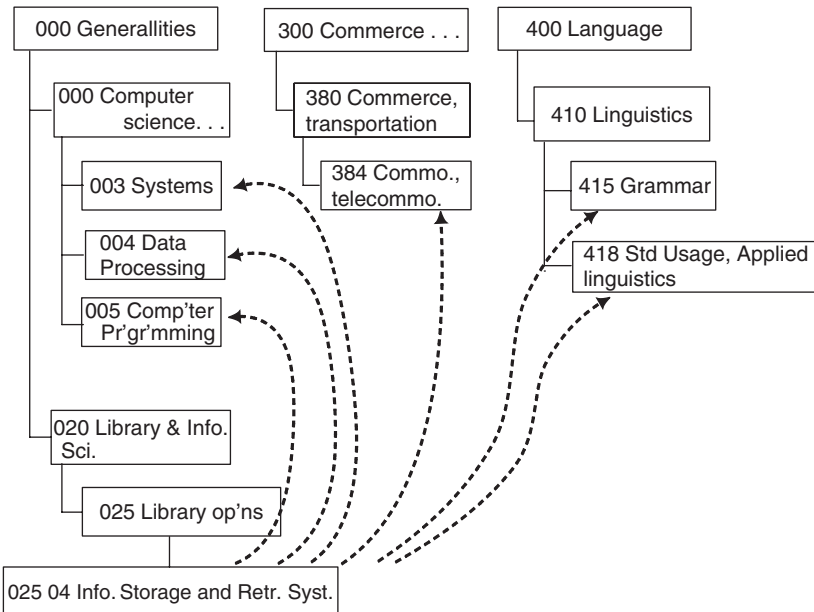 000 Generallities
300 Commerce . . .
400 Language
000 Computer
science. . .
380 Commerce,
transportation
410 Linguistics
003 Systems
384 Commo.,
telecommo.
415 Grammar
004 Data
Processing
418 Std Usage, Applied
linguistics
005 Comp'ter
Pr'gr'mming
020 Library & Info.
Sci.
025 Library op'ns
025 04 Info. Storage and Retr. Syst.